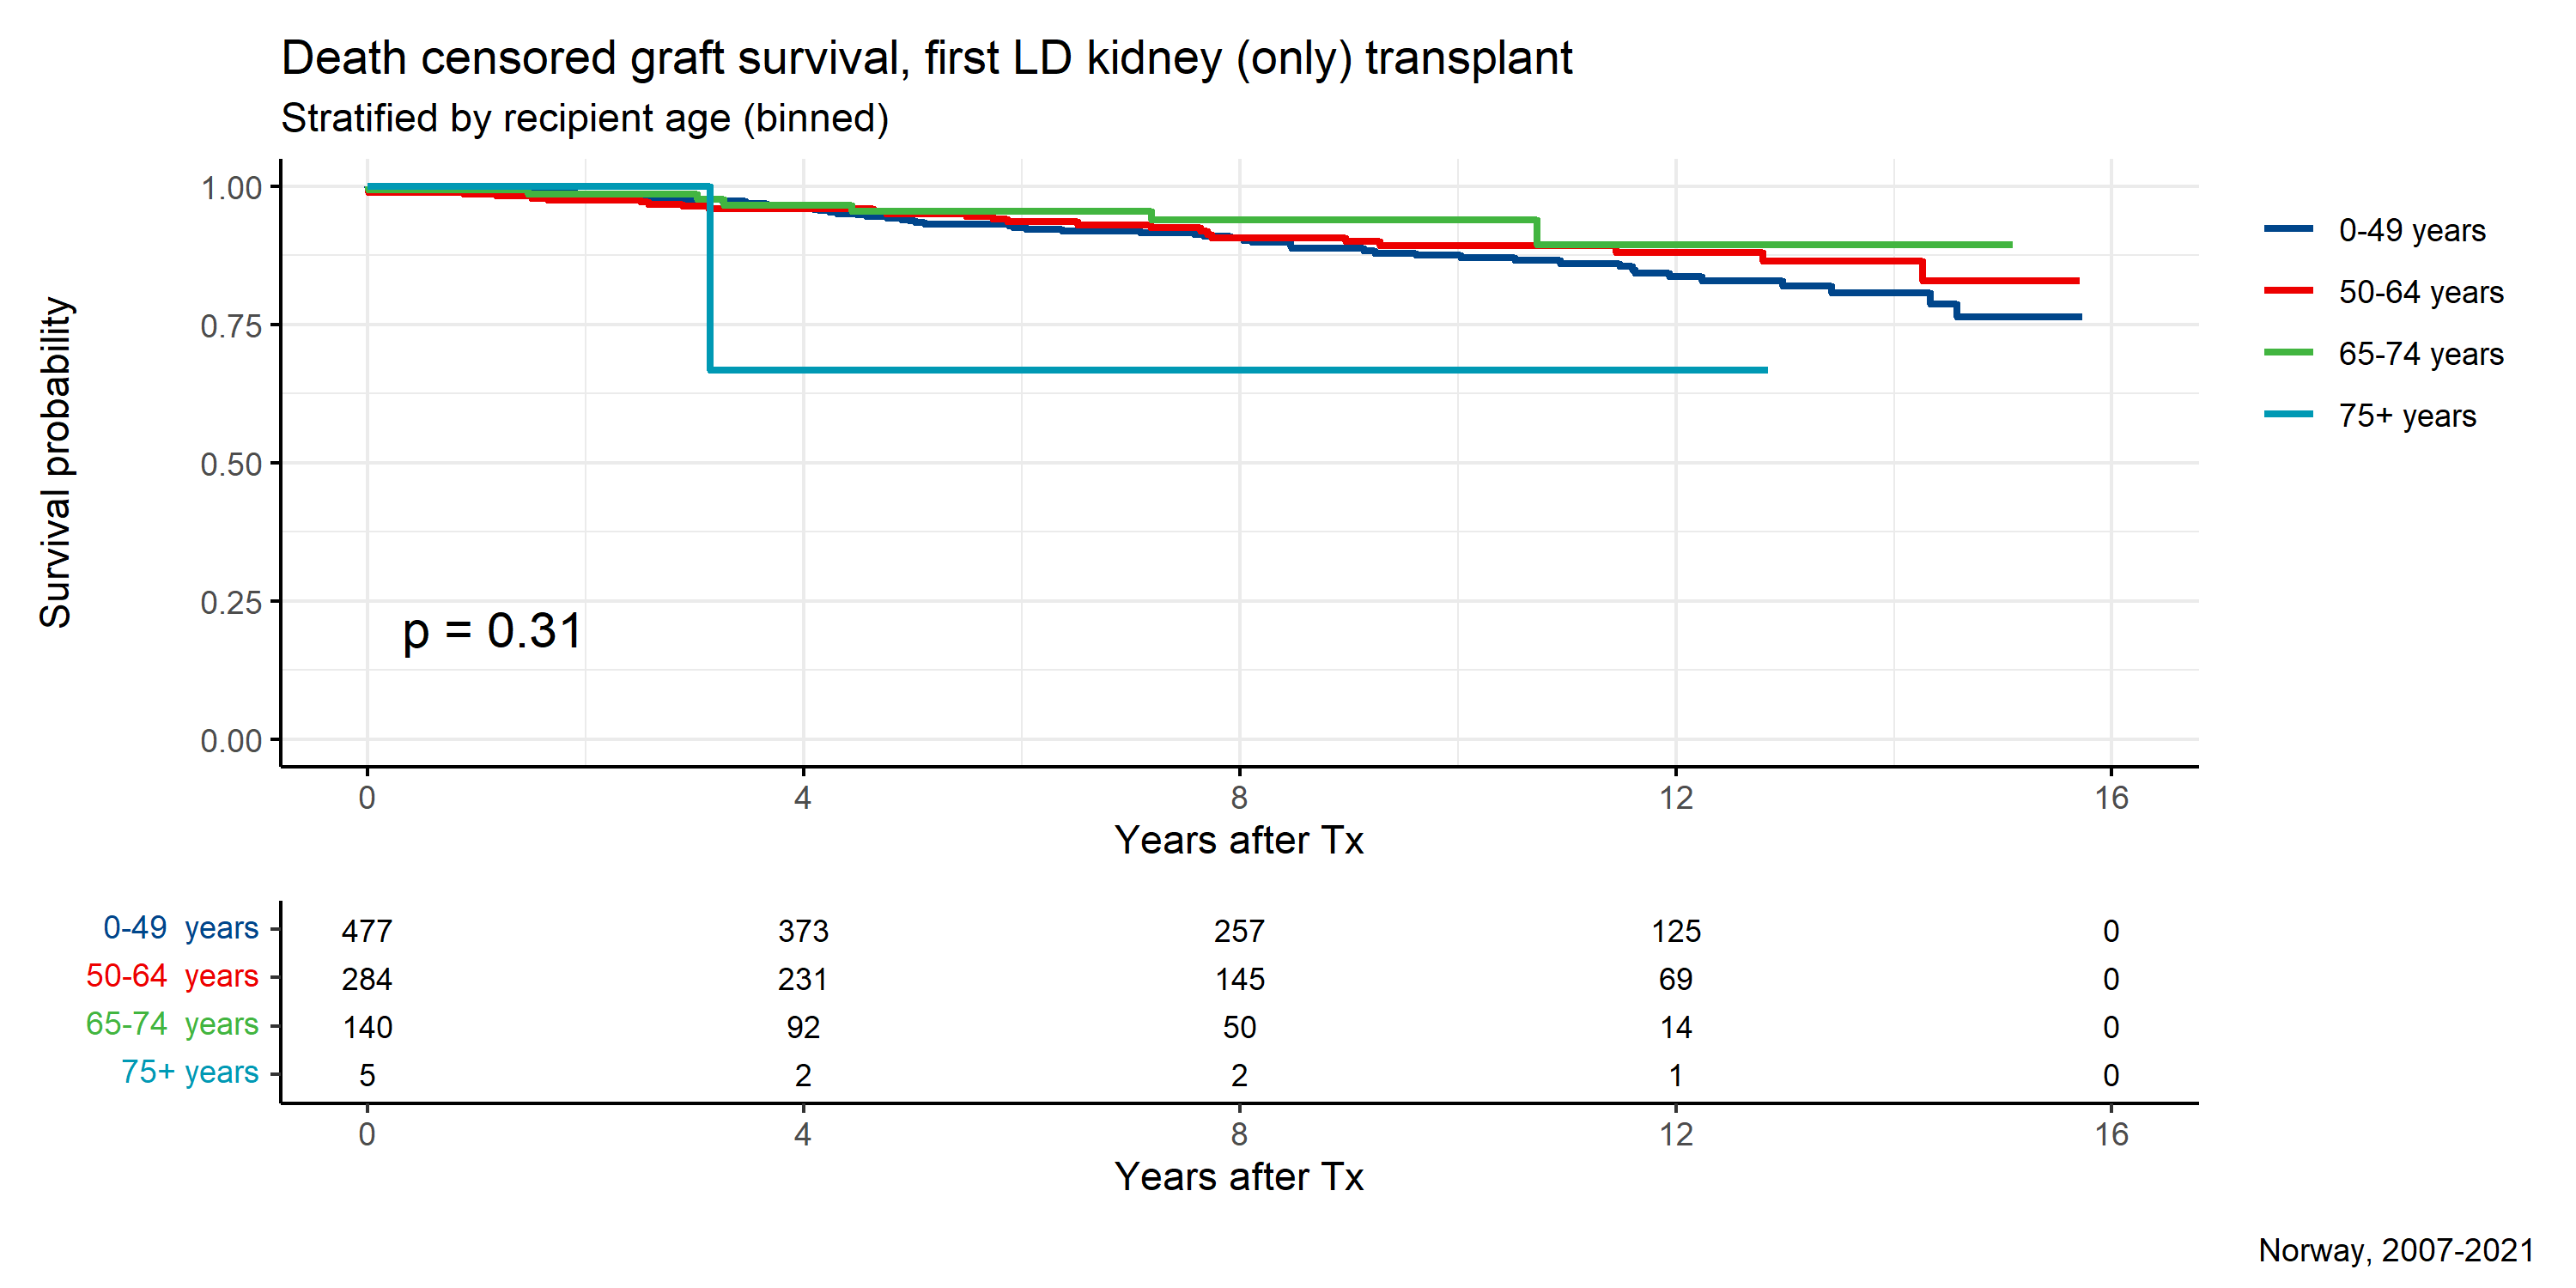 Death censored graft survival, first LD kidney (only) transplant
Stratified by recipient age (binned)
Survival probability
1.00
0.75
0.50
0.25
0.00
p = 0.31
0 4 8 12 16
Years after Tx
0-49 years
50-64 years
65-74 years
75+ years
0-49 years 477 373 257 125 0
50-64 years 284 231 145 69 0
65-74 years 140 92 50 14 0
75+ years 5 2 2 1 0
0 4 8 12 16
Years after Tx
Norway, 2007-2021